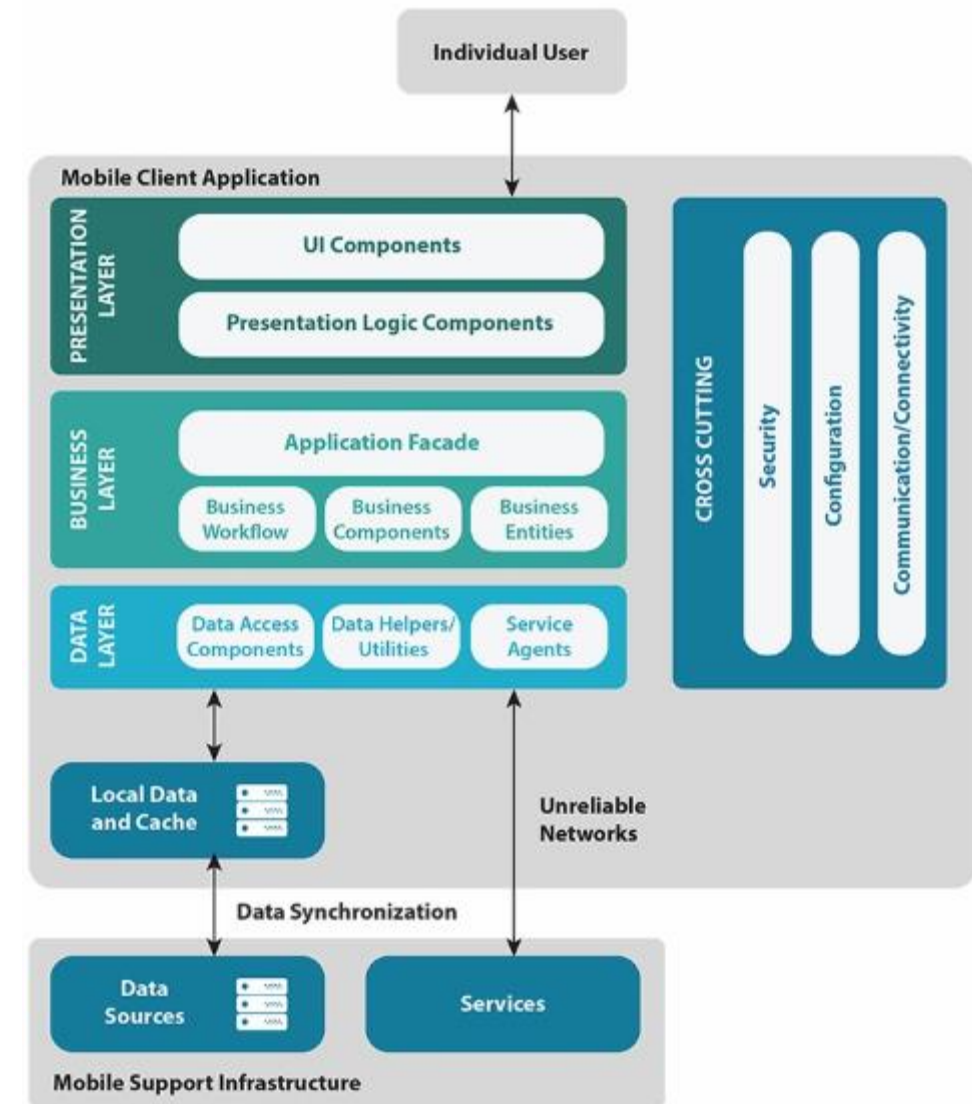 Individual User
Mobile Client Application
PRESENTATION
LAYER
UI Components
Presentation Logic Components
BUSINESS
LAYER
Application Facade
Business
Workflow
Business
Components
Business
Entities
DATA
LAYER
Data Access
Components
Data Helpers/
Utilities
Service
Agents
CROSS CUTTING
Security
Configuration
Communication/Connectivity
Local Data
and Cache
Unreliable
Networks
Data Synchronization
Data
Sources
Services
Mobile Support Infrastructure